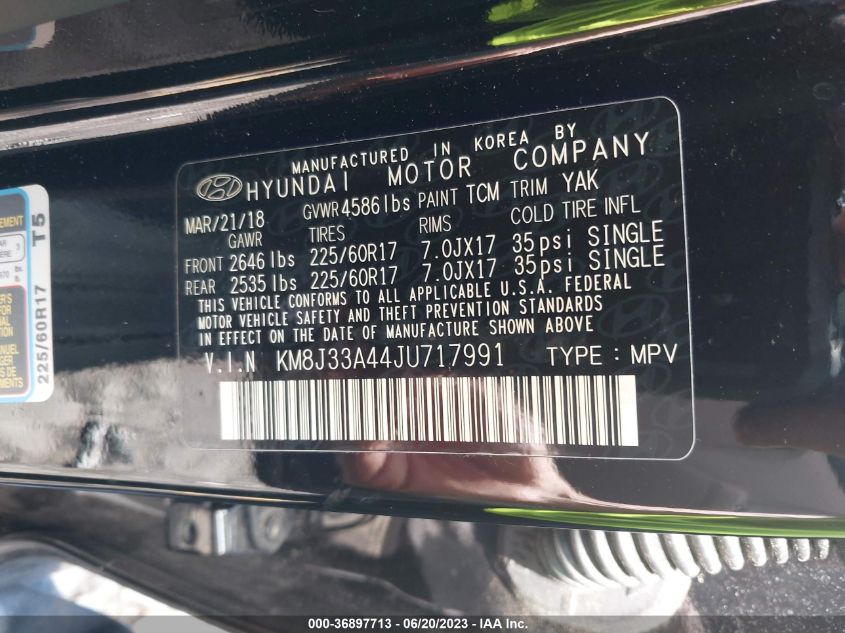 MANUFACTURED IN KOREA BY
HYUNDAI MOTOR COMPANY
MAR/21/18 GVWR 4586 lbs PAINT TCM TRIM YAK
GAWR TIRES RIMS COLD TIRE INFL
FRONT 2646 lbs 225/60R17 7.0JX17 35psi SINGLE
REAR 2535 lbs 225/60R17 7.0JX17 35psi SINGLE
THIS VEHICLE CONFORMS TO ALL APPLICABLE U.S.A. FEDERAL
MOTOR VEHICLE SAFETY AND THEFT PREVENTION STANDARDS
IN EFFECT ON THE DATE OF MANUFACTURE SHOWN ABOVE
V.I.N KM8J33A44JU717991 TYPE : MPV
225/60R17 T5
000-36897713 - 06/20/2023 - IAA, Inc.